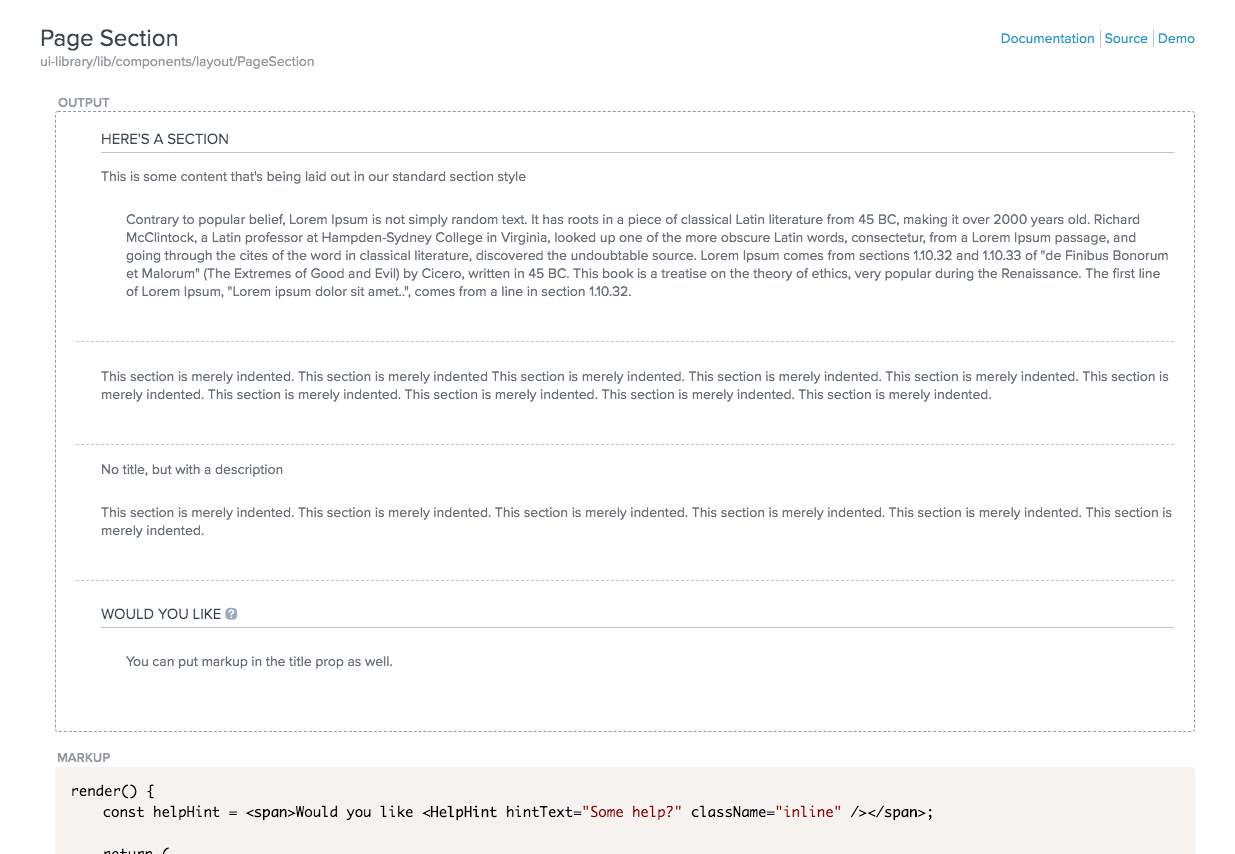 Page Section
Documentation Source Demo
ui-library/lib/components/layout/PageSection
OUTPUT
HERE'S A SECTION
This is some content that's being laid out in our standard section style
Contrary to popular belief, Lorem Ipsum is not simply random text. It has roots in a piece of classical Latin literature from 45 BC, making it over 2000 years old. Richard
McClintock, a Latin professor at Hampden-Sydney College in Virginia, looked up one of the more obscure Latin words, consectetur, from a Lorem Ipsum passage, and
going through the cites of the word in classical literature, discovered the undoubtable source. Lorem Ipsum comes from sections 1.10.32 and 1.10.33 of "de Finibus Bonorum
et Malorum" (The Extremes of Good and Evil) by Cicero, written in 45 BC. This book is a treatise on the theory of ethics, very popular during the Renaissance. The first line
of Lorem Ipsum, "Lorem ipsum dolor sit amet..", comes from a line in section 1.10.32.
This section is merely indented. This section is merely indented This section is merely indented. This section is merely indented. This section is merely indented. This section is
merely indented. This section is merely indented. This section is merely indented. This section is merely indented. This section is merely indented.
No title, but with a description
This section is merely indented. This section is merely indented. This section is merely indented. This section is merely indented. This section is merely indented. This section is
merely indented.
WOULD YOU LIKE ?
You can put markup in the title prop as well.
MARKUP
render() {
const helpHint = <span>Would you like <HelpHint hintText="Some help?" className="inline" /></span>;
return (